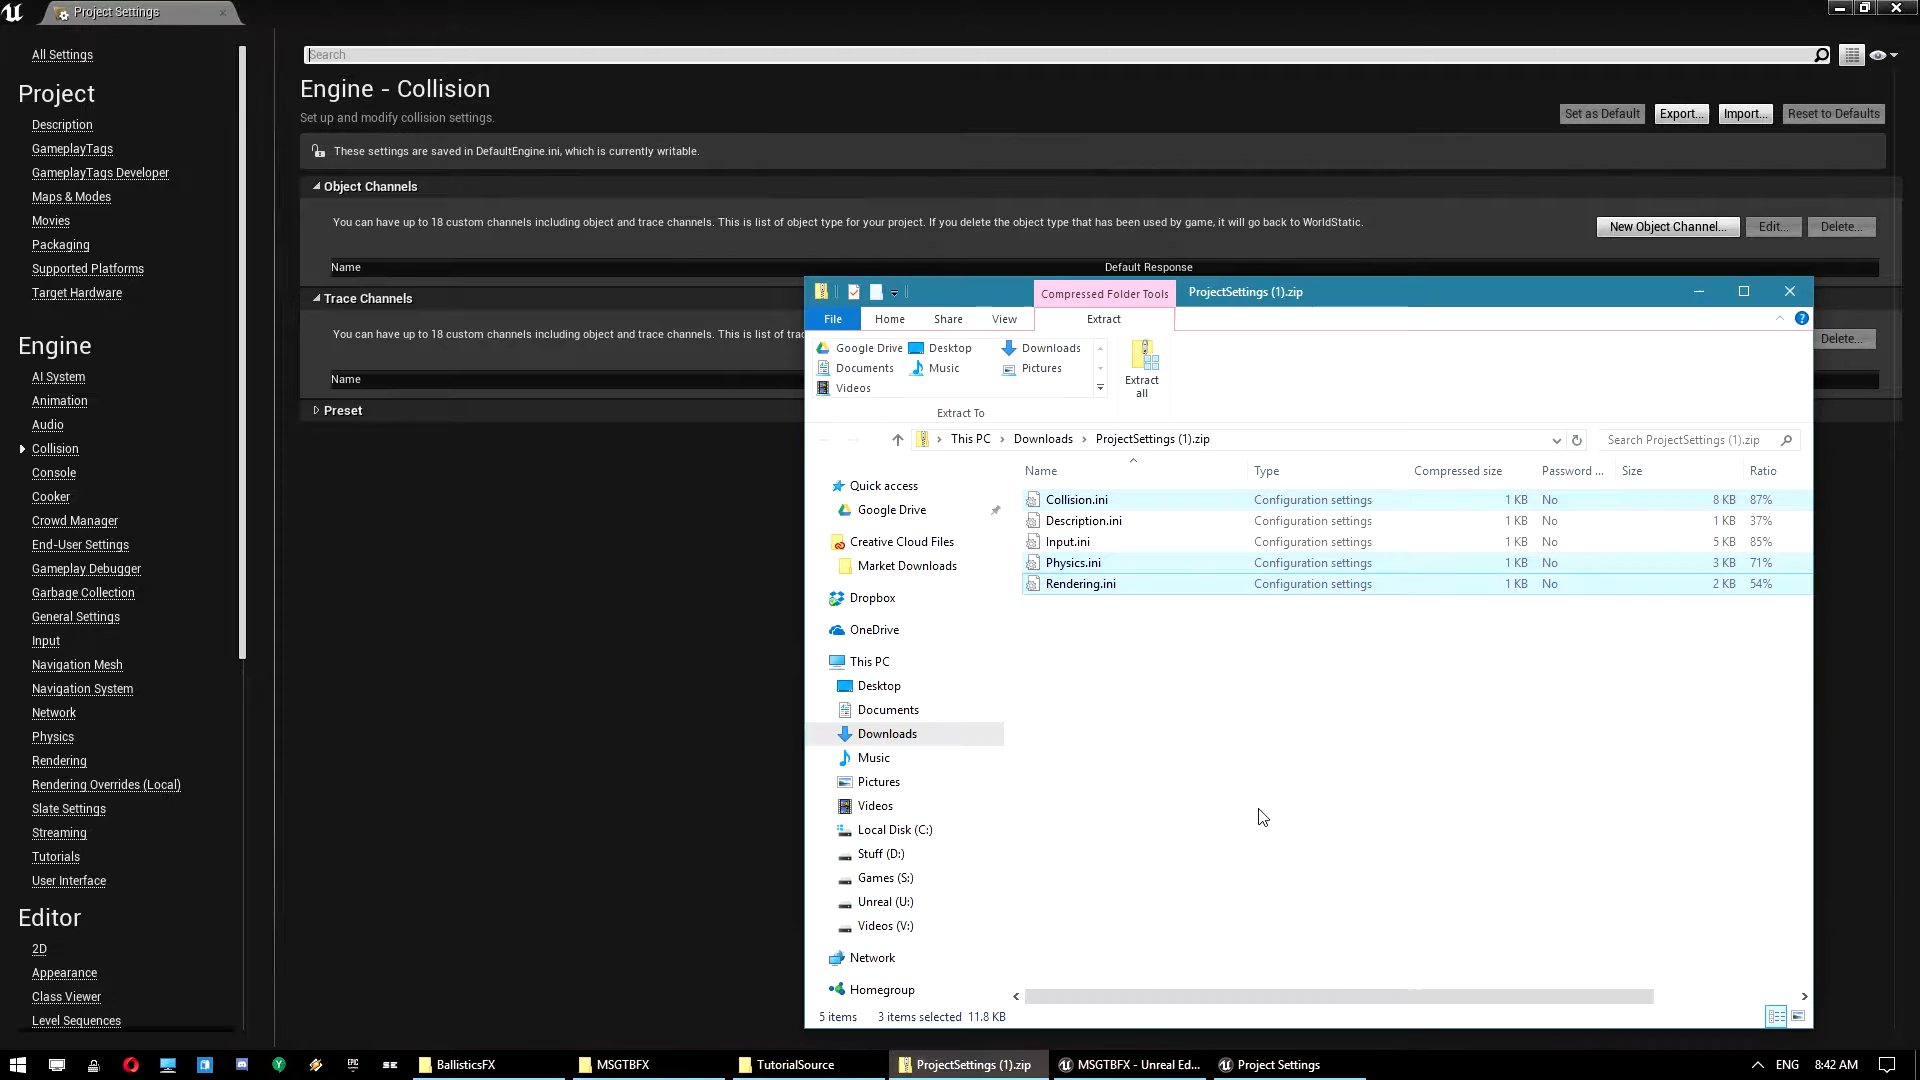 Project Settings
All Settings
Project
Description
GameplayTags
GameplayTags Developer
Maps & Modes
Movies
Packaging
Supported Platforms
Target Hardware
Engine
AI System
Animation
Audio
Collision
Console
Cooker
Crowd Manager
End-User Settings
Gameplay Debugger
Garbage Collection
General Settings
Input
Navigation Mesh
Navigation System
Network
Physics
Rendering
Rendering Overrides (Local)
Slate Settings
Streaming
Tutorials
User Interface
Editor
2D
Appearance
Class Viewer
Level Sequences
Search
Engine - Collision
Set up and modify collision settings.
Set as Default Export... Import... Reset to Defaults
These settings are saved in DefaultEngine.ini, which is currently writable.
Object Channels
You can have up to 18 custom channels including object and trace channels. This is list of object type for your project. If you delete the object type that has been used by game, it will go back to WorldStatic.
New Object Channel... Edit... Delete...
Name Default Response
Trace Channels
You can have up to 18 custom channels including object and trace channels. This is list of trac
Delete...
Name
Preset
Compressed Folder Tools ProjectSettings (1).zip
File Home Share View Extract
Google Drive Desktop Downloads
Documents Music Pictures
Videos
Extract all
Extract To
This PC Downloads ProjectSettings (1).zip
Search ProjectSettings (1).zip
Quick access
Google Drive
Creative Cloud Files
Market Downloads
Dropbox
OneDrive
This PC
Desktop
Documents
Downloads
Music
Pictures
Videos
Local Disk (C:)
Stuff (D:)
Games (S:)
Unreal (U:)
Videos (V:)
Network
Homegroup
Name Type Compressed size Password ... Size Ratio
Collision.ini Configuration settings 1 KB No 8 KB 87%
Description.ini Configuration settings 1 KB No 1 KB 37%
Input.ini Configuration settings 1 KB No 5 KB 85%
Physics.ini Configuration settings 1 KB No 3 KB 71%
Rendering.ini Configuration settings 1 KB No 2 KB 54%
5 items 3 items selected 11.8 KB
BallisticsFX MSGTBFX TutorialSource ProjectSettings (1).zip MSGTBFX - Unreal Ed... Project Settings ENG 8:42 AM